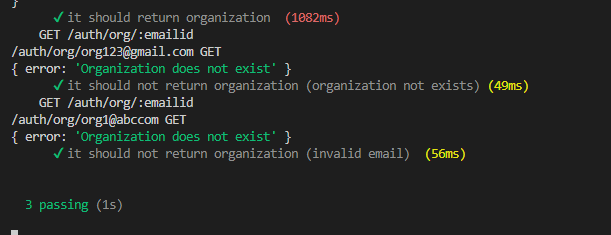 }
✓ it should return organization (1082ms)
GET /auth/org/:emailid
/auth/org/org123@gmail.com GET
{ error: 'Organization does not exist' }
✓ it should not return organization (organization not exists) (49ms)
GET /auth/org/:emailid
/auth/org/org1@abccom GET
{ error: 'Organization does not exist' }
✓ it should not return organization (invalid email) (56ms)
3 passing (1s)